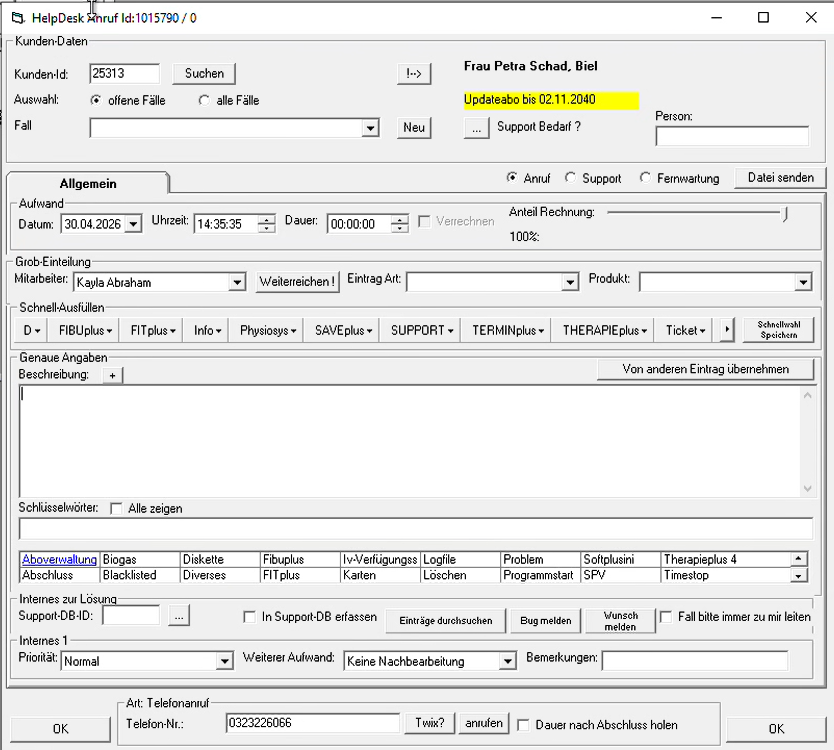 HelpDesk Anruf Id:1015790 / 0
Kunden-Daten
Kunden-Id: 25313 Suchen !--> Frau Petra Schad, Biel
Auswahl: offene Fälle alle Fälle Updateabo bis 02.11.2040
Fall Neu ... Support Bedarf ? Person:
Allgemein Anruf Support Fernwartung Datei senden
Aufwand
Datum: 30.04.2026 Uhrzeit: 14:35:35 Dauer: 00:00:00 Verrechnen Anteil Rechnung:
100%:
Grob-Einteilung
Mitarbeiter: Kayla Abraham Weiterreichen ! Eintrag Art: Produkt:
Schnell-Ausfüllen
D FIBUplus FITplus Info Physiosys SAVEplus SUPPORT TERMINplus THERAPIEplus Ticket Schnellwahl Speichern
Genaue Angaben
Beschreibung: + Von anderen Eintrag übernehmen
Schlüsselwörter: Alle zeigen
Aboverwaltung Biogas Diskette Fibuplus Iv-Verfügungss Logfile Problem Softplusini Therapieplus 4
Abschluss Blacklisted Diverses FITplus Karten Löschen Programmstart SPV Timestop
Internes zur Lösung
Support-DB-ID: ... In Support-DB erfassen Einträge durchsuchen Bug melden Wunsch melden Fall bitte immer zu mir leiten
Internes 1
Priorität: Normal Weiterer Aufwand: Keine Nachbearbeitung Bemerkungen:
Art: Telefonanruf
OK Telefon-Nr.: 0323226066 Twix? anrufen Dauer nach Abschluss holen OK